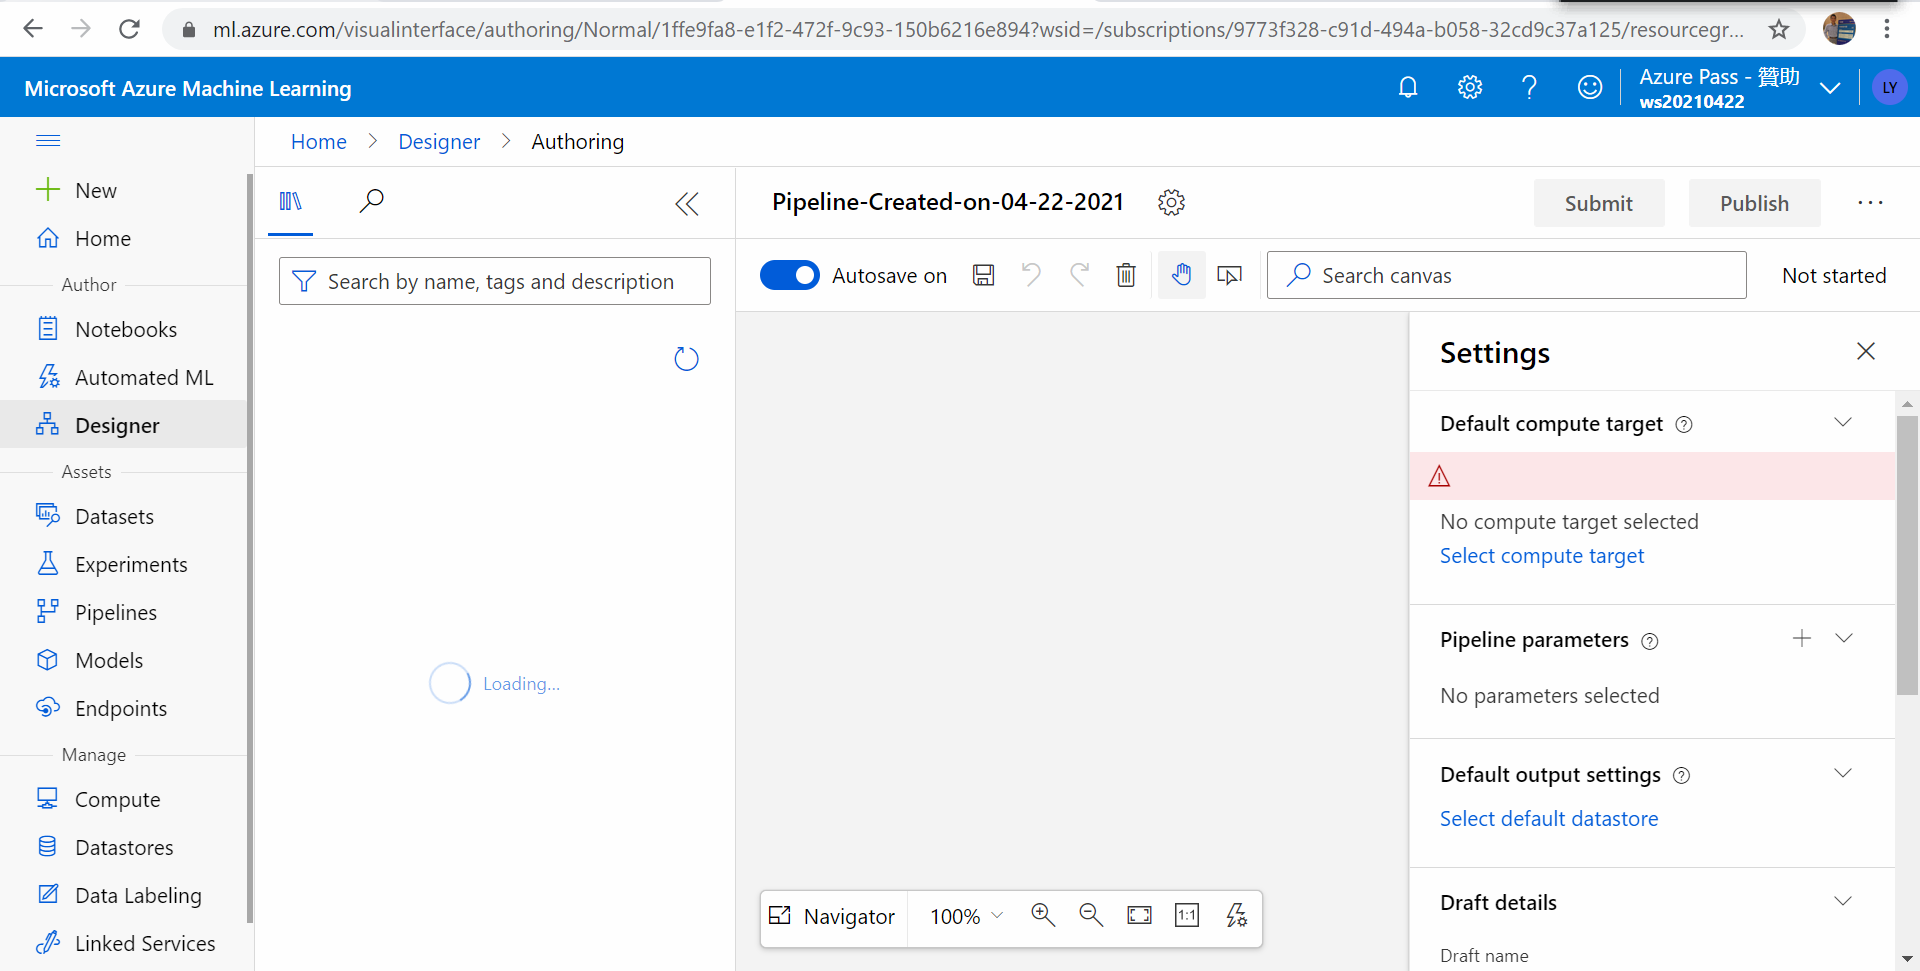 ml.azure.com/visualinterface/authoring/Normal/1ffe9fa8-e1f2-472f-9c93-150b6216e894?wsid=/subscriptions/9773f328-c91d-494a-b058-32cd9c37a125/resourcegr...
Microsoft Azure Machine Learning
Azure Pass - 贊助
ws20210422
LY
Home > Designer > Authoring
New
Home
Author
Notebooks
Automated ML
Designer
Assets
Datasets
Experiments
Pipelines
Models
Endpoints
Manage
Compute
Datastores
Data Labeling
Linked Services
Search by name, tags and description
Loading...
Pipeline-Created-on-04-22-2021
Submit
Publish
...
Autosave on
Search canvas
Not started
Settings
Default compute target
No compute target selected
Select compute target
Pipeline parameters
No parameters selected
Default output settings
Select default datastore
Draft details
Draft name
Navigator
100%
1:1